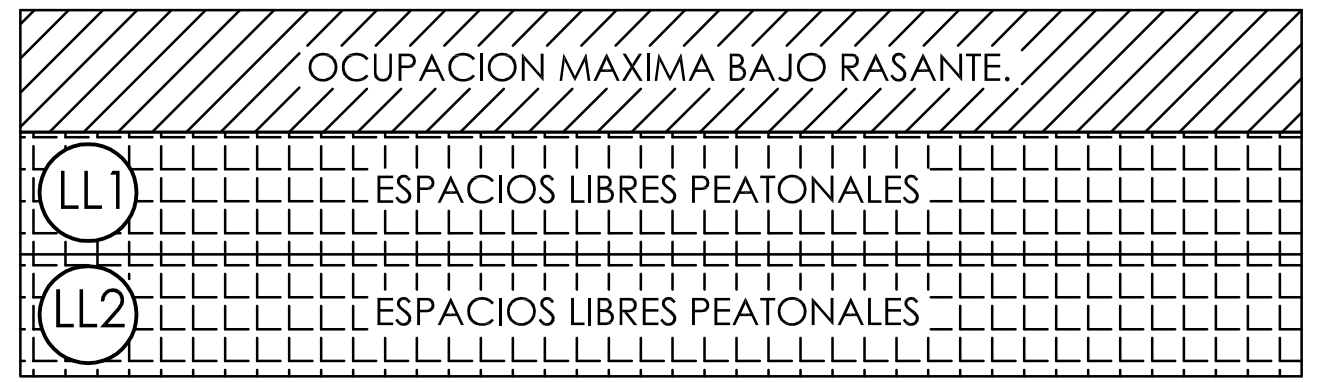 OCUPACION MAXIMA BAJO RASANTE.
LL1 ESPACIOS LIBRES PEATONALES
LL2 ESPACIOS LIBRES PEATONALES